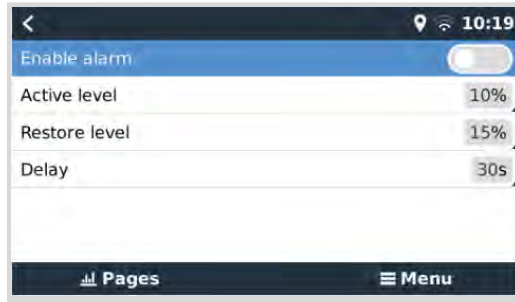 10:19
Enable alarm
Active level 10%
Restore level 15%
Delay 30s
Pages Menu